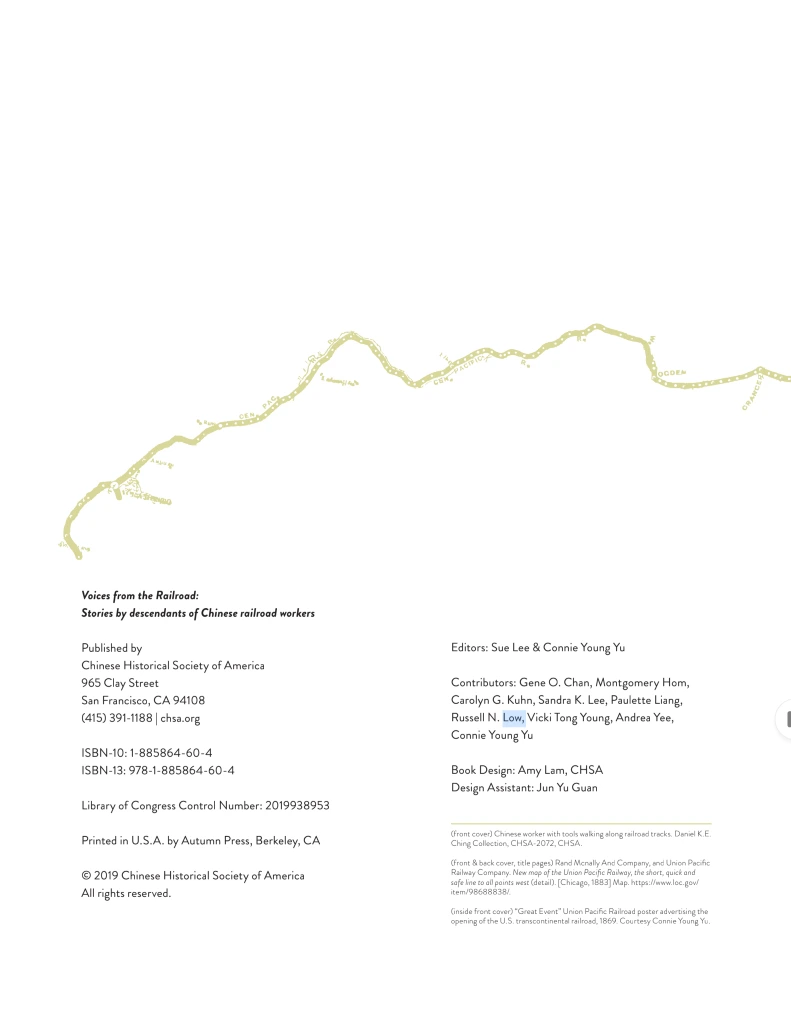 CEN. PAC.
CEN. PACIFIC
OGDEN
GRANGER
Voices from the Railroad:
Stories by descendants of Chinese railroad workers
Published by
Chinese Historical Society of America
965 Clay Street
San Francisco, CA 94108
(415) 391-1188 | chsa.org
ISBN-10: 1-885864-60-4
ISBN-13: 978-1-885864-60-4
Library of Congress Control Number: 2019938953
Printed in U.S.A. by Autumn Press, Berkeley, CA
© 2019 Chinese Historical Society of America
All rights reserved.
Editors: Sue Lee & Connie Young Yu
Contributors: Gene O. Chan, Montgomery Hom,
Carolyn G. Kuhn, Sandra K. Lee, Paulette Liang,
Russell N. Low, Vicki Tong Young, Andrea Yee,
Connie Young Yu
Book Design: Amy Lam, CHSA
Design Assistant: Jun Yu Guan
(front cover) Chinese worker with tools walking along railroad tracks. Daniel K.E.
Ching Collection, CHSA-2072, CHSA.
(front & back cover, title pages) Rand Mcnally And Company, and Union Pacific
Railway Company. New map of the Union Pacific Railway, the short, quick and
safe line to all points west (detail). [Chicago, 1883] Map. https://www.loc.gov/
item/98688838/.
(inside front cover) "Great Event" Union Pacific Railroad poster advertising the
opening of the U.S. transcontinental railroad, 1869. Courtesy Connie Young Yu.